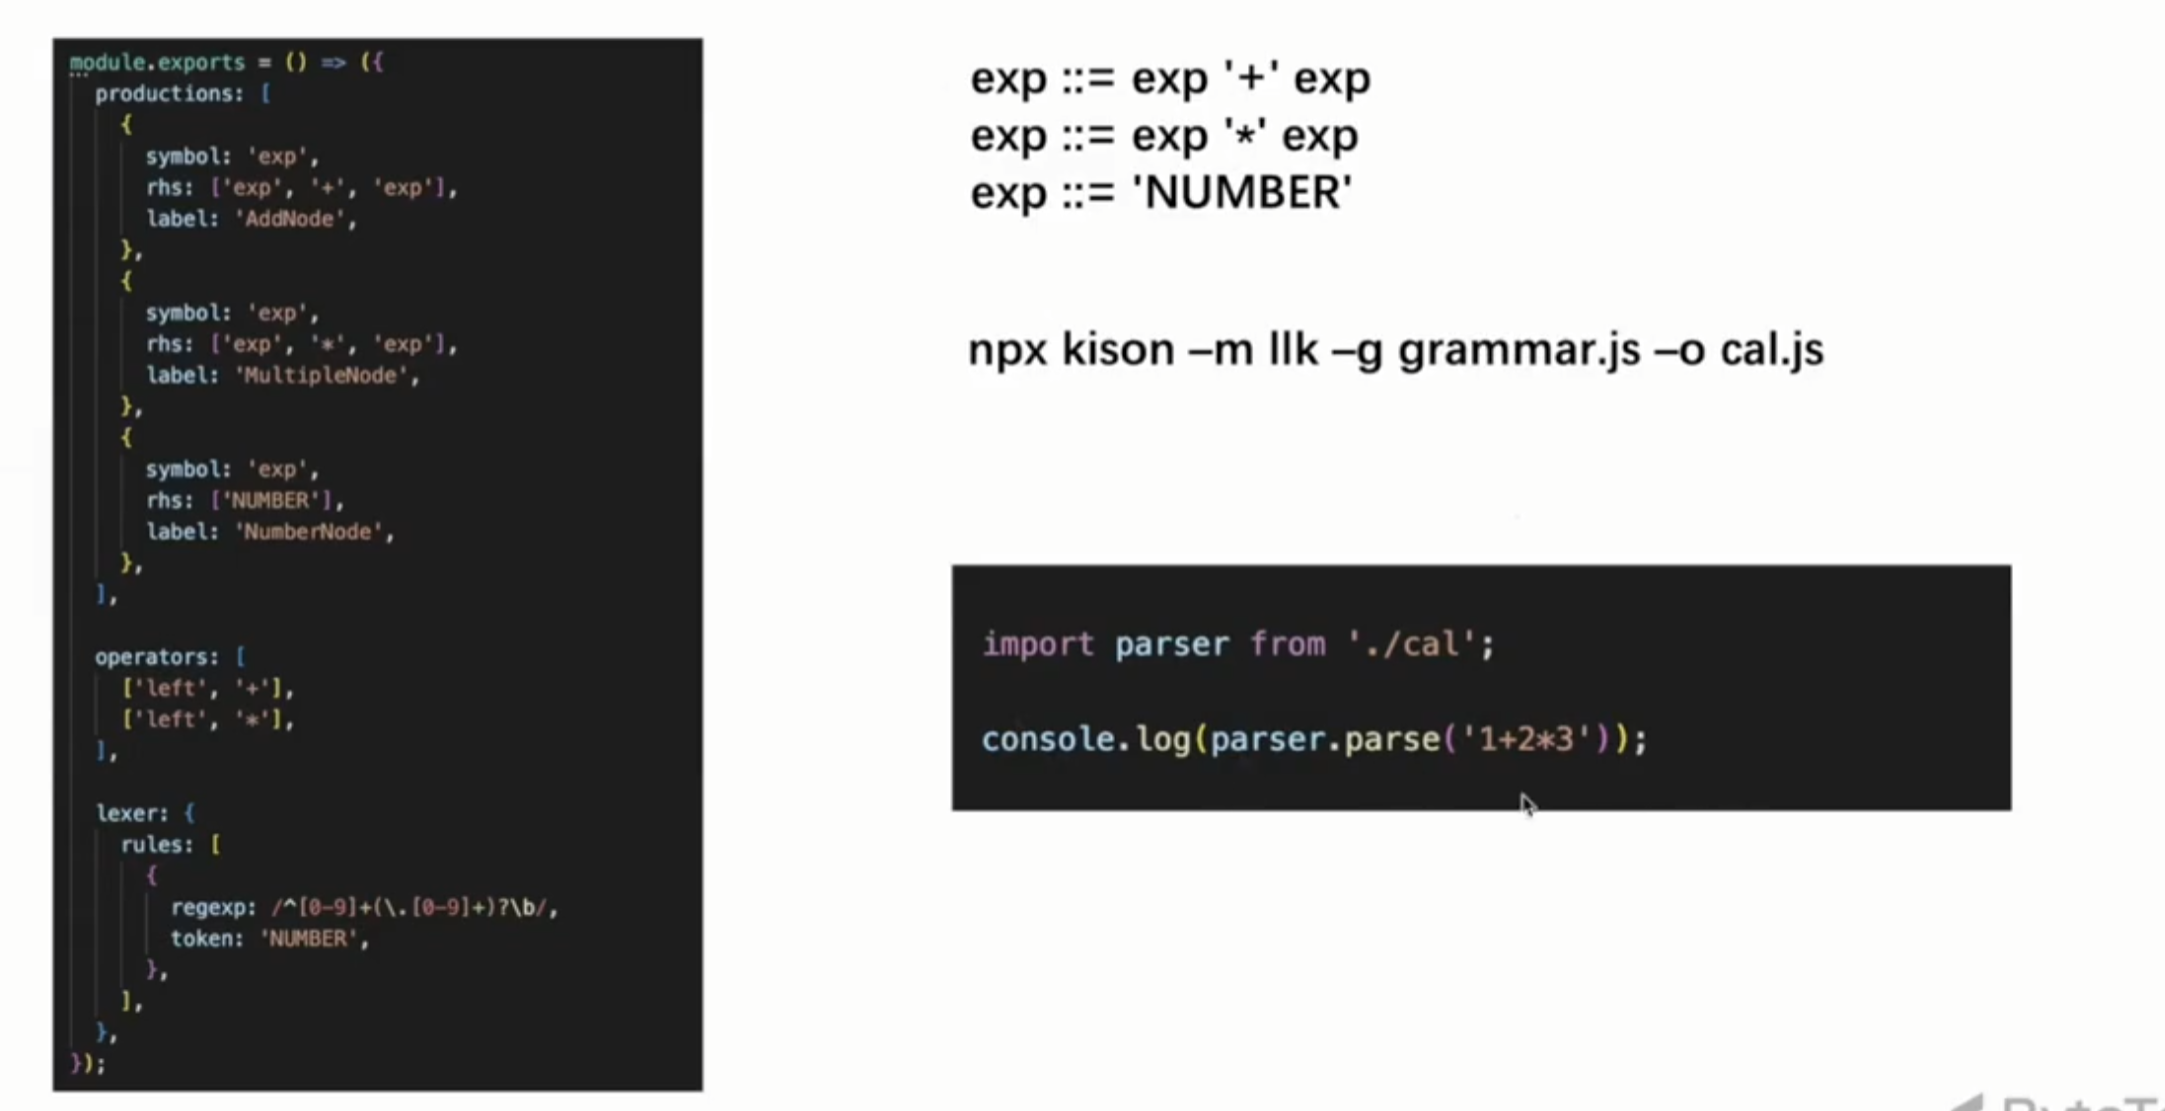 module.exports = () => ({
productions: [
{
symbol: 'exp',
rhs: ['exp', '+', 'exp'],
label: 'AddNode',
},
{
symbol: 'exp',
rhs: ['exp', '*', 'exp'],
label: 'MultipleNode',
},
{
symbol: 'exp',
rhs: ['NUMBER'],
label: 'NumberNode',
},
],
operators: [
['left', '+'],
['left', '*'],
],
lexer: {
rules: [
{
regexp: /^[0-9]+(\.[0-9]+)?\b/,
token: 'NUMBER',
},
],
},
});
exp ::= exp '+' exp
exp ::= exp '*' exp
exp ::= 'NUMBER'
npx kison –m llk –g grammar.js –o cal.js
import parser from './cal';
console.log(parser.parse('1+2*3'));